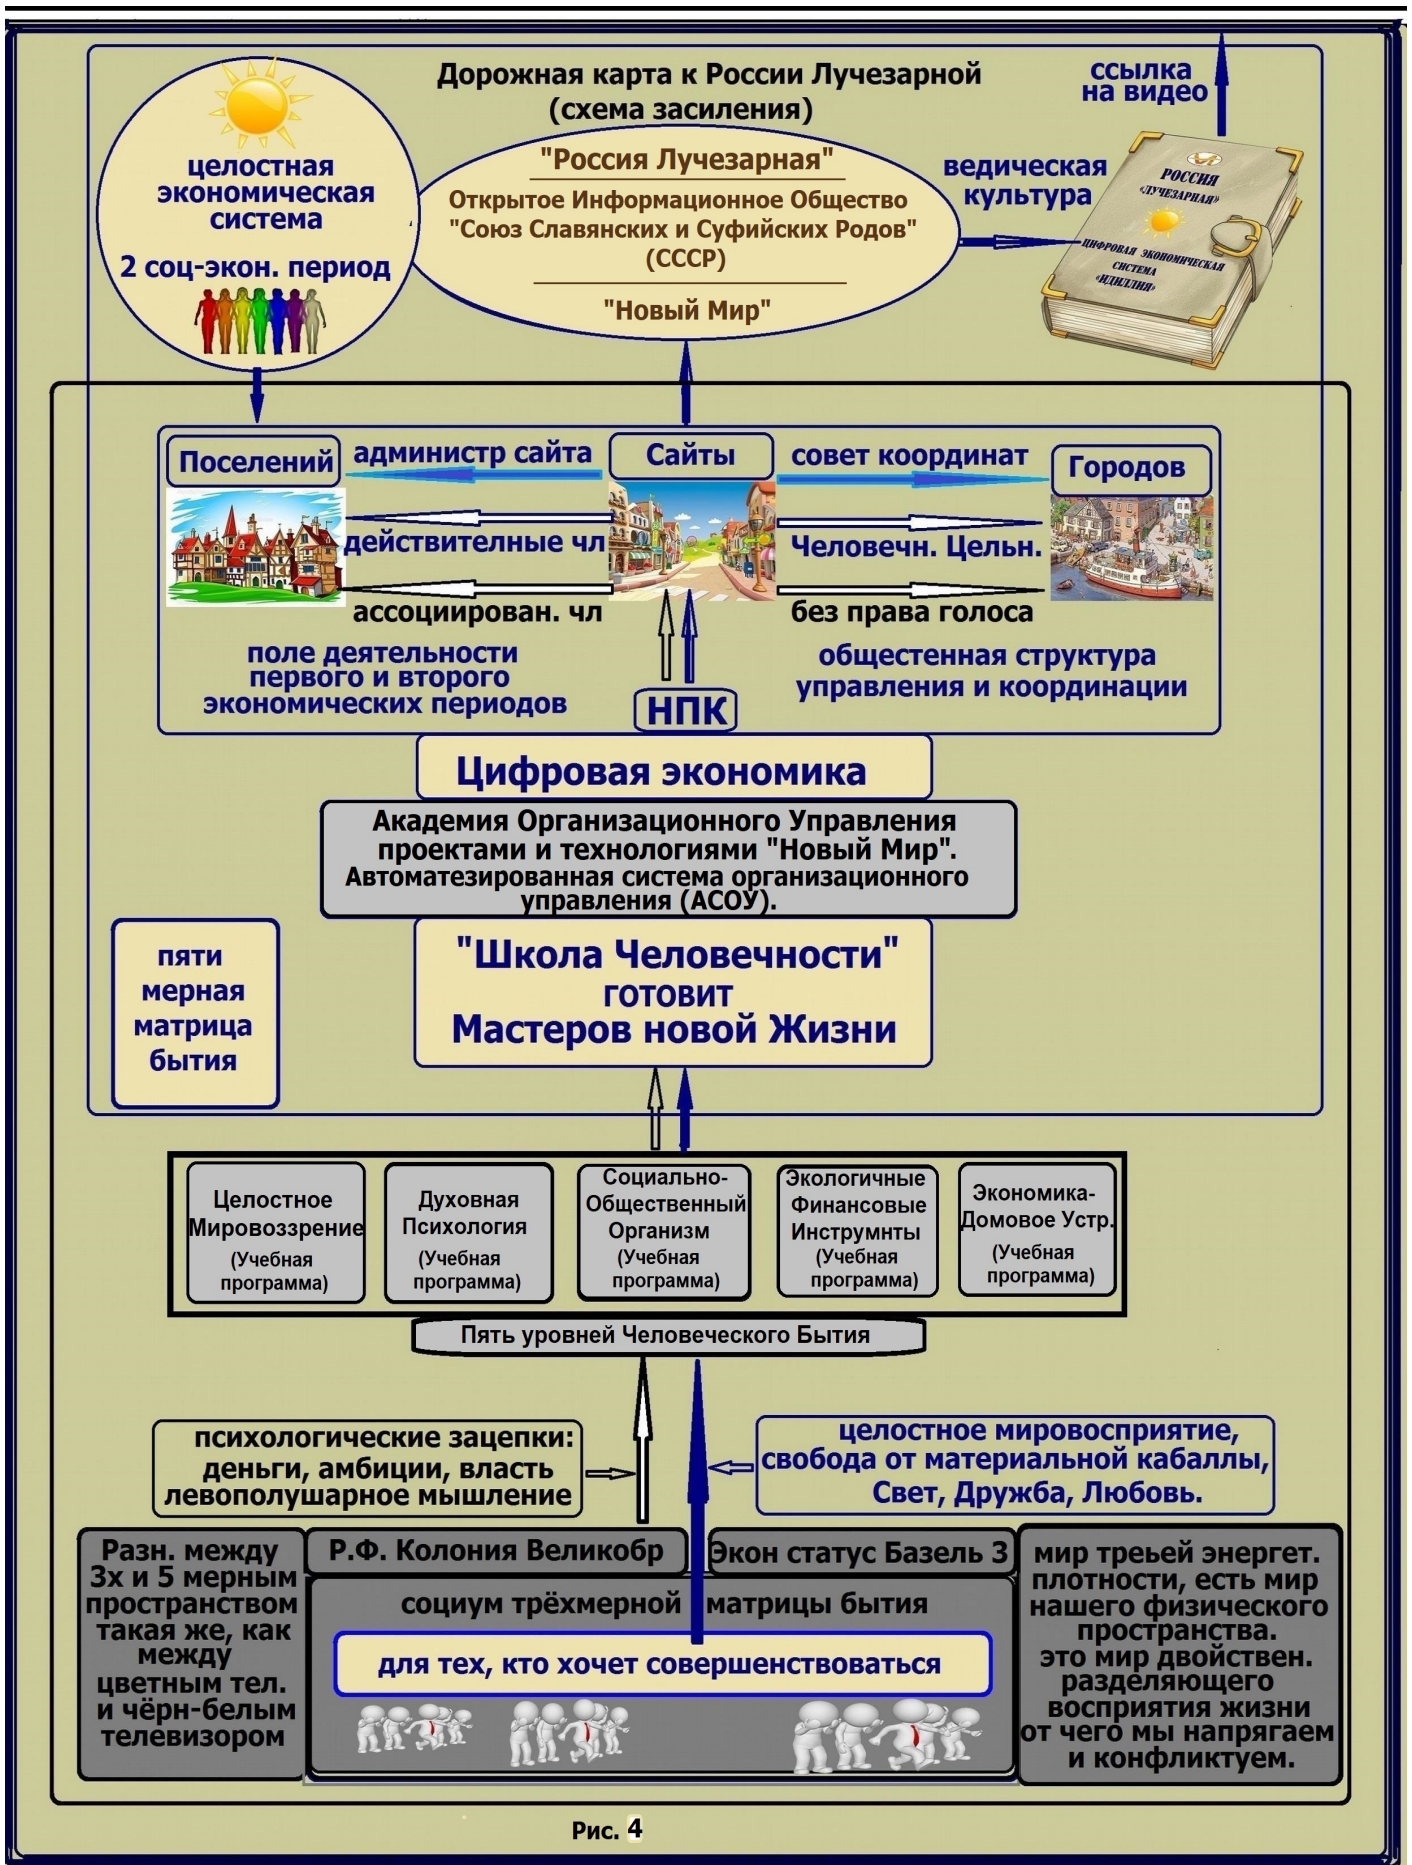 Дорожная карта к России Лучезарной
(схема засиления)
ссылка
на видео
целостная
экономическая
система
2 соц-экон. период
"Россия Лучезарная"
Открытое Информационное Общество
"Союз Славянских и Суфийских Родов"
(СССР)
"Новый Мир"
ведическая
культура
РОССИЯ
«ЛУЧЕЗАРНАЯ»
ЦИФРОВАЯ ЭКОНОМИЧЕСКАЯ
СИСТЕМА
«ИДИЛЛИЯ»
Поселений
администр сайта
Сайты
совет координат
Городов
действительные чл
Человечн. Цельн.
ассоциирован. чл
без права голоса
поле деятельности
первого и второго
экономических периодов
общестенная структура
управления и координации
НПК
Цифровая экономика
Академия Организационного Управления
проектами и технологиями "Новый Мир".
Автоматезированная система организационного
управления (АСОУ).
пяти
мерная
матрица
бытия
"Школа Человечности"
готовит
Мастеров новой Жизни
Целостное
Мировоззрение
(Учебная
программа)
Духовная
Психология
(Учебная
программа)
Социально-
Общественный
Организм
(Учебная
программа)
Экологичные
Финансовые
Инструмнты
(Учебная
программа)
Экономика-
Домовое Устр.
(Учебная
программа)
Пять уровней Человеческого Бытия
психологические зацепки:
деньги, амбиции, власть
левополушарное мышление
целостное мировосприятие,
свобода от материальной кабаллы,
Свет, Дружба, Любовь.
Разн. между
3х и 5 мерным
пространством
такая же, как
между
цветным тел.
и чёрн-белым
телевизором
Р.Ф. Колония Великобр
Экон статус Базель 3
социум трёхмерной матрицы бытия
для тех, кто хочет совершенствоваться
мир треьей энергет.
плотности, есть мир
нашего физического
пространства.
это мир двойствен.
разделяющего
восприятия жизни
от чего мы напрягаем
и конфликтуем.
Рис. 4